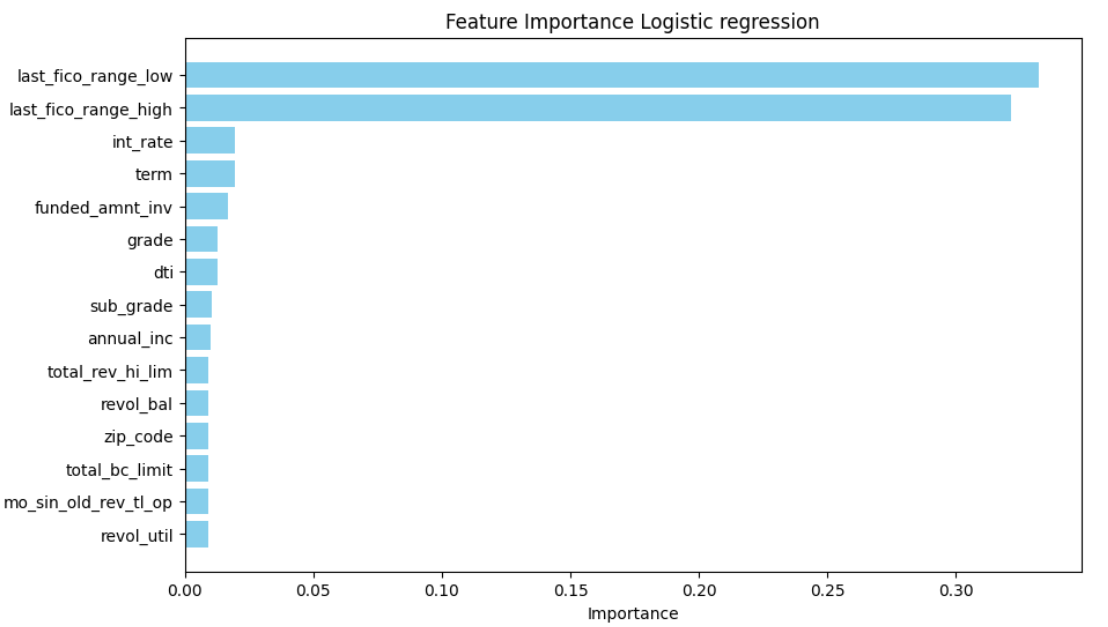 Feature Importance Logistic regression
last_fico_range_low
last_fico_range_high
int_rate
term
funded_amnt_inv
grade
dti
sub_grade
annual_inc
total_rev_hi_lim
revol_bal
zip_code
total_bc_limit
mo_sin_old_rev_tl_op
revol_util
0.00 0.05 0.10 0.15 0.20 0.25 0.30
Importance